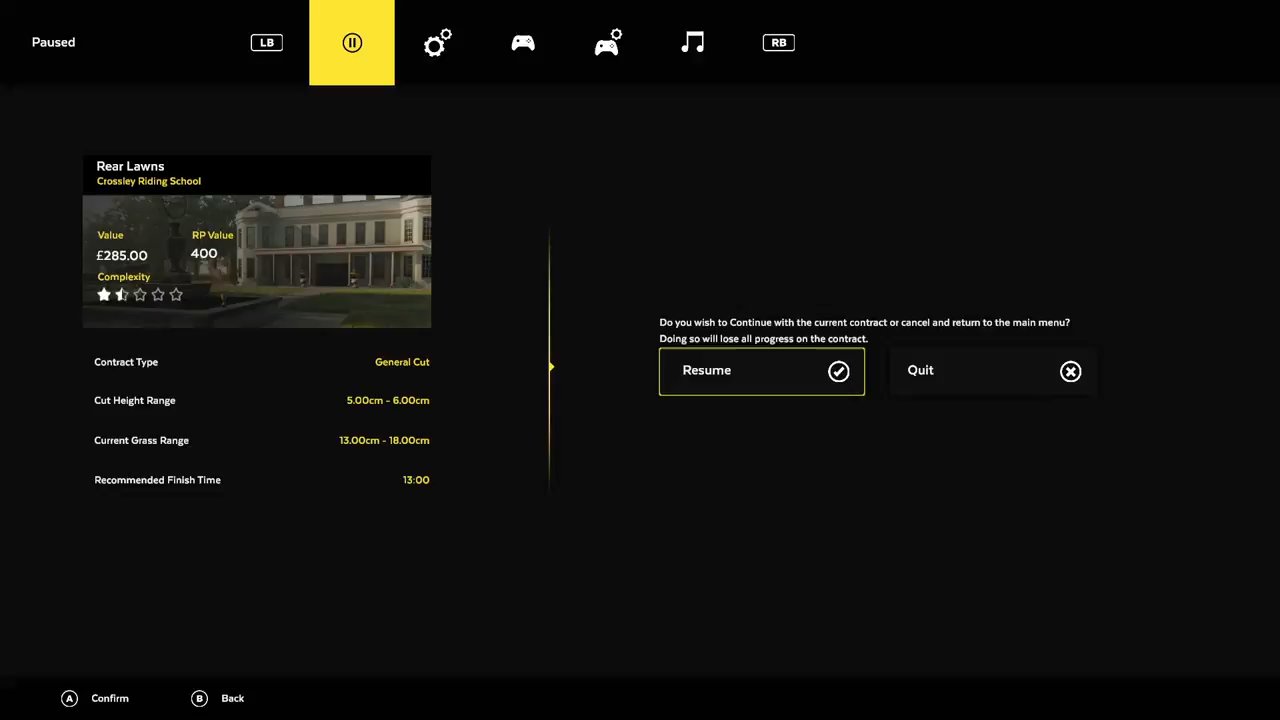 Paused
LB
RB
Rear Lawns
Crossley Riding School
Value
RP Value
£285.00
400
Complexity
Contract Type
General Cut
Cut Height Range
5.00cm - 6.00cm
Current Grass Range
13.00cm - 18.00cm
Recommended Finish Time
13:00
Do you wish to Continue with the current contract or cancel and return to the main menu?
Doing so will lose all progress on the contract.
Resume
Quit
A
Confirm
B
Back